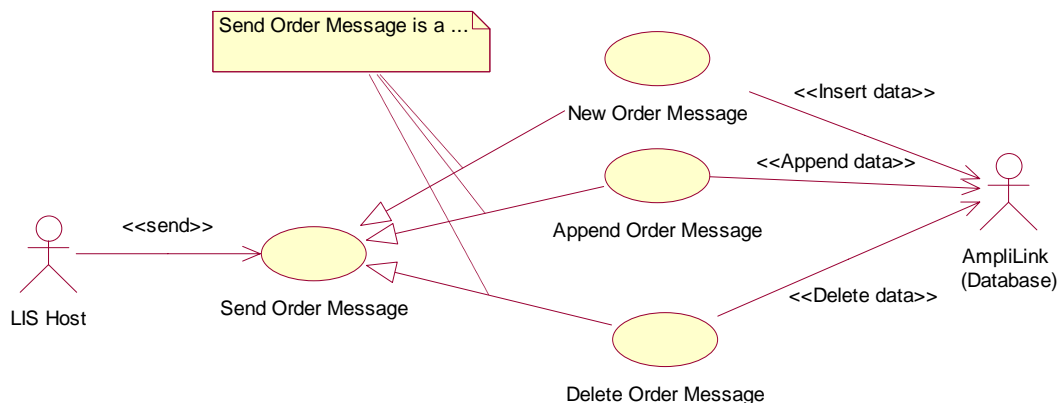 Send Order Message is a ...
<<Insert data>>
New Order Message
<<Append data>>
<<send>>
Append Order Message
AmpliLink
(Database)
<<Delete data>>
Send Order Message
LIS Host
Delete Order Message